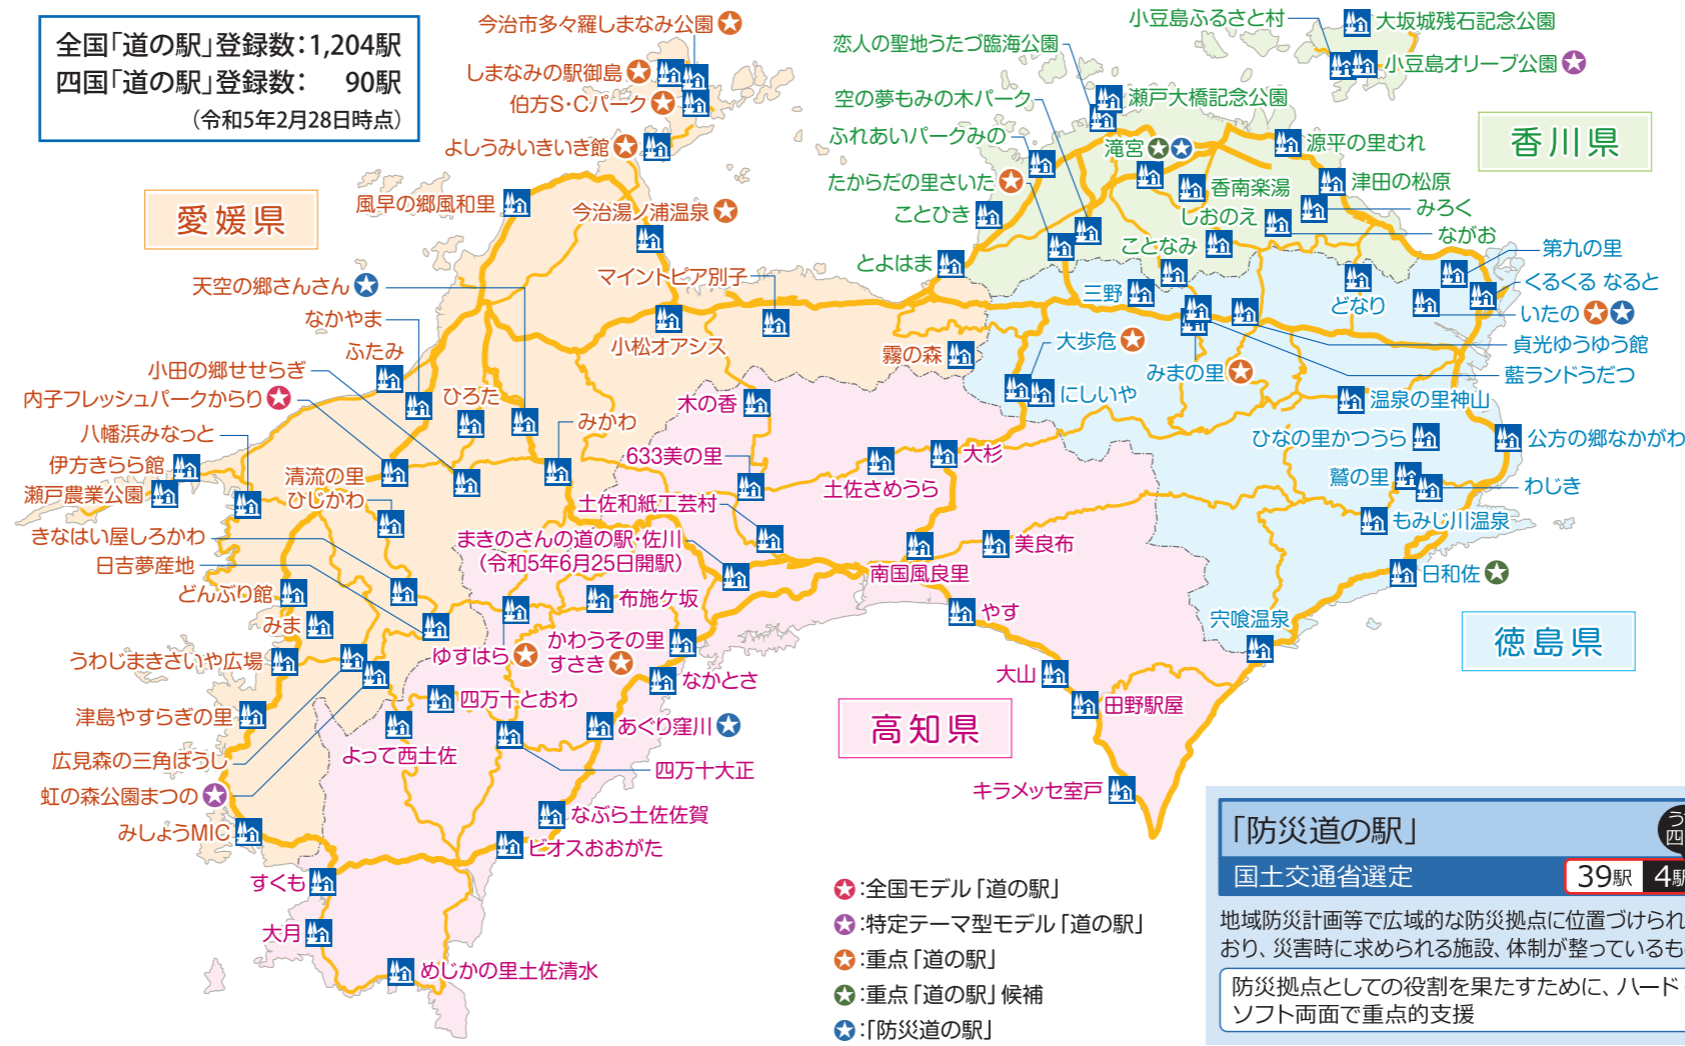 全国「道の駅」登録数：1,204駅
四国「道の駅」登録数：　90駅
（令和5年2月28日時点）
今治市多々羅しまなみ公園
しまなみの駅御島
伯方S・Cパーク
よしうみいきいき館
愛媛県
風早の郷風和里
今治湯ノ浦温泉
天空の郷さんさん
マイントピア別子
なかやま
ふたみ
小松オアシス
霧の森
小田の郷せせらぎ
内子フレッシュパークからり
ひろた
みかわ
八幡浜みなっと
伊方きらら館
瀬戸農業公園
清流の里
ひじかわ
きなはい屋しろかわ
日吉夢産地
どんぶり館
みま
うわじまきさいや広場
津島やすらぎの里
広見森の三角ぼうし
虹の森公園まつの
みしょうMIC
小豆島ふるさと村
大坂城残石記念公園
小豆島オリーブ公園
恋人の聖地うたづ臨海公園
空の夢もみの木パーク
瀬戸大橋記念公園
ふれあいパークみの
滝宮
源平の里むれ
香川県
たからだの里さいた
香南楽湯
津田の松原
ことひき
しおのえ
みろく
ながお
とよはま
ことなみ
第九の里
三野
どなり
くるくる なると
いたの
大歩危
貞光ゆうゆう館
みまの里
藍ランドうだつ
にしいや
温泉の里神山
ひなの里かつうら
公方の郷なかがわ
鷲の里
わじき
もみじ川温泉
日和佐
宍喰温泉
徳島県
木の香
633美の里
大杉
土佐さめうら
土佐和紙工芸村
まきのさんの道の駅・佐川
（令和5年6月25日開駅）
美良布
南国風良里
布施ケ坂
やす
ゆすはら
かわうその里
すさき
なかとさ
大山
四万十とおわ
田野駅屋
よって西土佐
あぐり窪川
高知県
四万十大正
キラメッセ室戸
なぶら土佐佐賀
ビオスおおがた
すくも
大月
めじかの里土佐清水
：全国モデル「道の駅」
：特定テーマ型モデル「道の駅」
：重点「道の駅」
：重点「道の駅」候補
：「防災道の駅」
「防災道の駅」
国土交通省選定
39駅 4駅
地域防災計画等で広域的な防災拠点に位置づけられ
おり、災害時に求められる施設、体制が整っているも
防災拠点としての役割を果たすために、ハード
ソフト両面で重点的支援